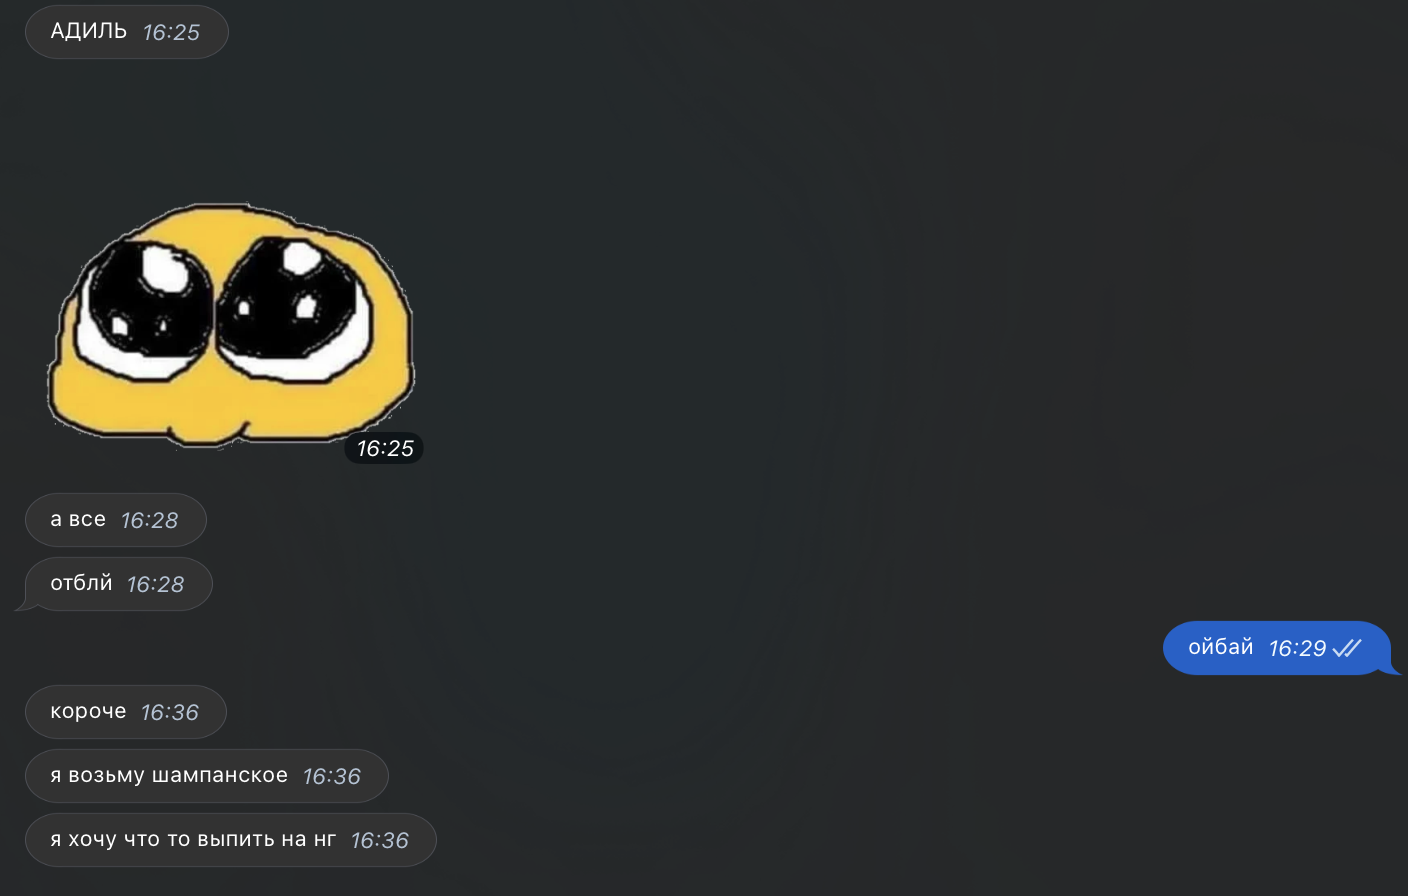 АДИЛЬ 16:25
16:25
а все 16:28
отблй 16:28
ойбай 16:29
короче 16:36
я возьму шампанское 16:36
я хочу что то выпить на нг 16:36